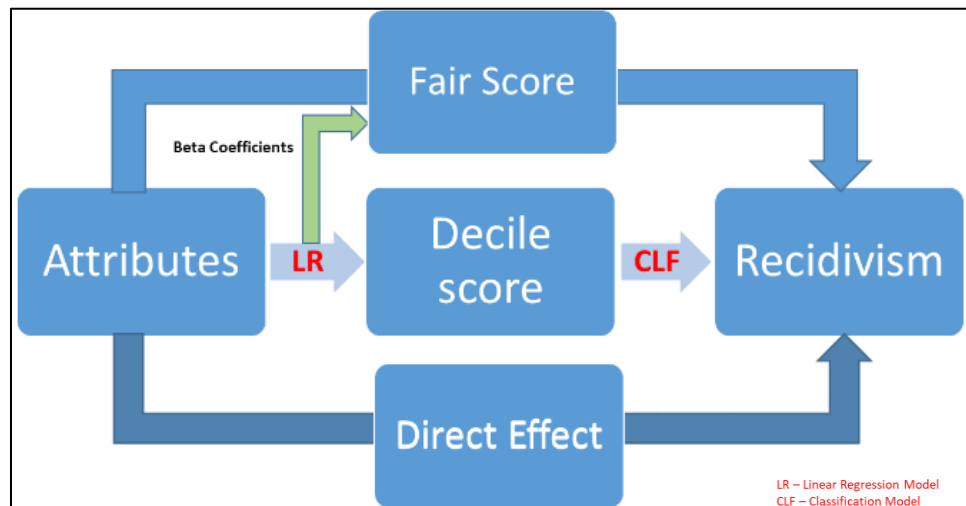 Fair Score
Beta Coefficients
Attributes
LR
Decile
score
CLF
Recidivism
Direct Effect
LR – Linear Regression Model
CLF – Classification Model